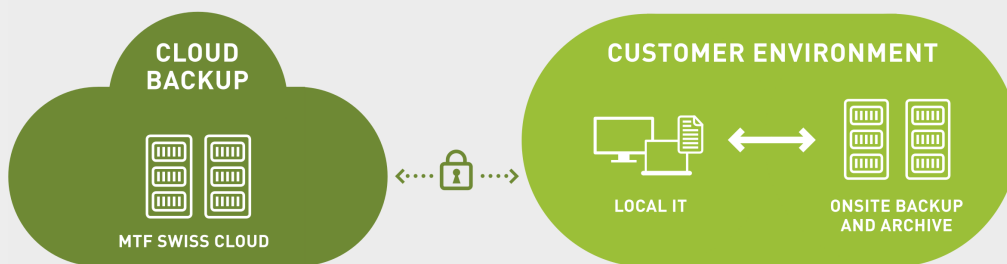 CLOUD
BACKUP
MTF SWISS CLOUD
CUSTOMER ENVIRONMENT
LOCAL IT
ONSITE BACKUP
AND ARCHIVE